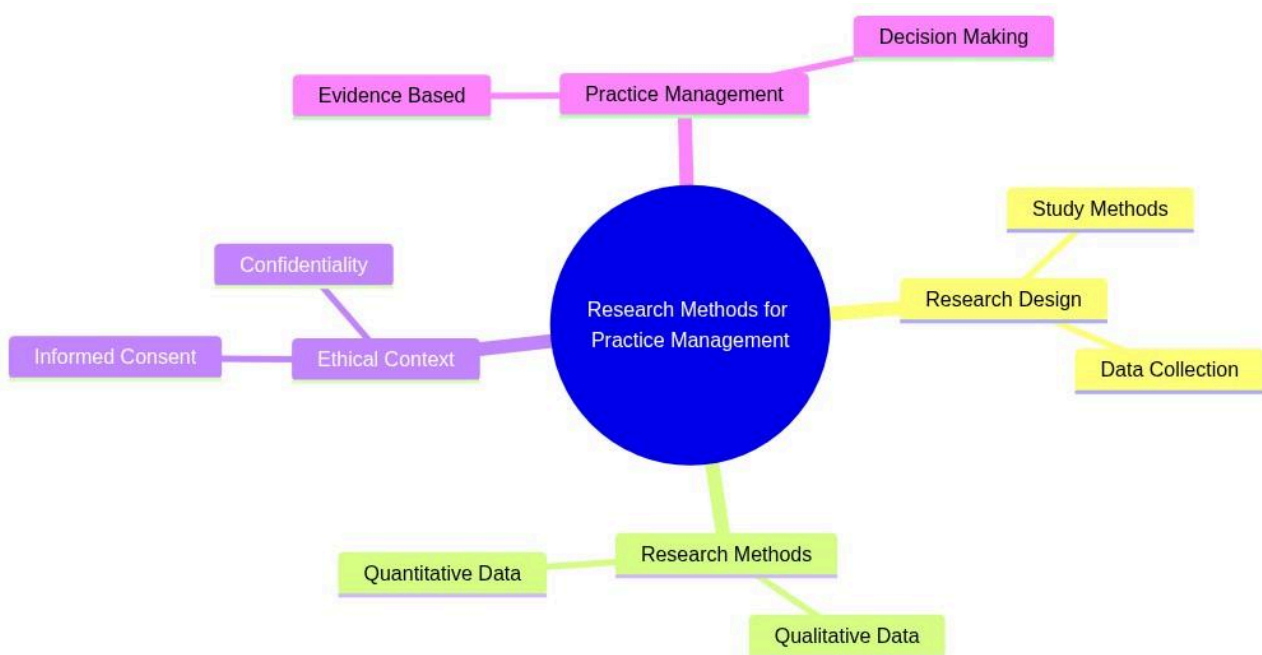 Decision Making
Evidence Based
Practice Management
Study Methods
Confidentiality
Research Design
Research Methods for
Practice Management
Informed Consent
Ethical Context
Data Collection
Research Methods
Quantitative Data
Qualitative Data